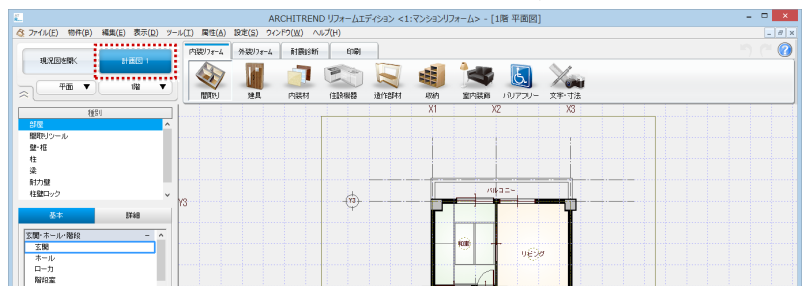 ARCHITREND リフォームエディション <1:マンションリフォーム> - [1階 平面図]
ファイル(F) 物件(B) 編集(E) 表示(D) ツール(T) 属性(A) 設定(S) ウィンドウ(W) ヘルプ(H)
現況図を開く 計画図 1
内装リフォーム 外装リフォーム 耐震診断 印刷
平面 ▼ 1階 ▼
間取り 建具 内装材 住設機器 造作部材 収納 室内装飾 バリアフリー 文字・寸法
種別
部屋
間取りツール
壁・框
柱
梁
耐力壁
柱壁ロック
基本 詳細
玄関・ホール・階段
玄関
ホール
ローカ
階段室
X1 X2 X3
Y3 Y3
バルコニー
和室
リビング